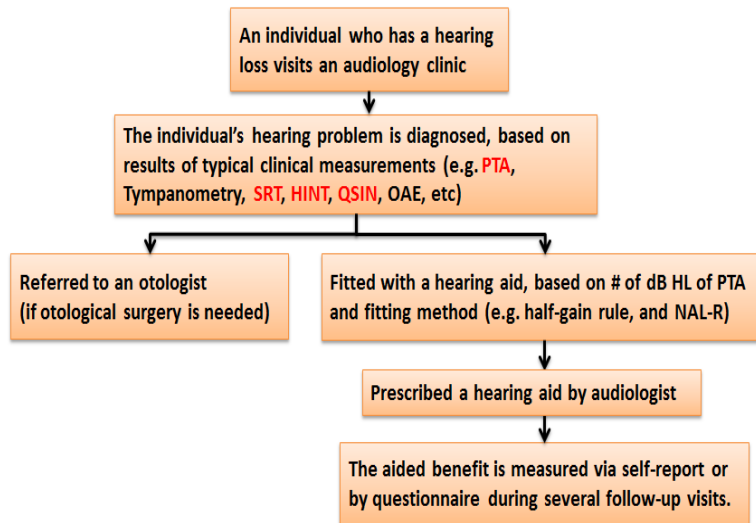 An individual who has a hearing
loss visits an audiology clinic
The individual's hearing problem is diagnosed, based on
results of typical clinical measurements (e.g. PTA,
Tympanometry, SRT, HINT, QSIN, OAE, etc)
Referred to an otologist
(if otological surgery is needed)
Fitted with a hearing aid, based on # of dB HL of PTA
and fitting method (e.g. half-gain rule, and NAL-R)
Prescribed a hearing aid by audiologist
The aided benefit is measured via self-report or
by questionnaire during several follow-up visits.